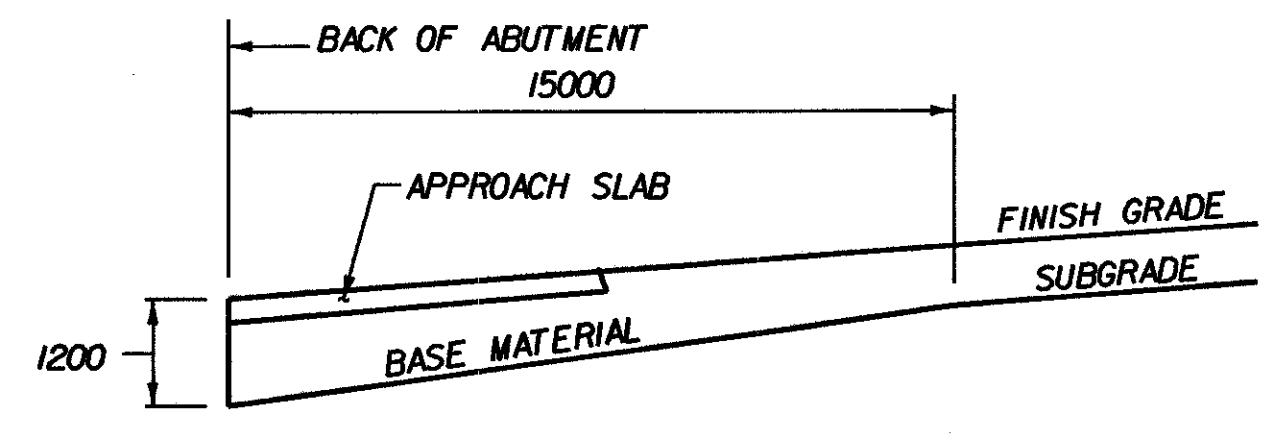 BACK OF ABUTMENT
15000
APPROACH SLAB
FINISH GRADE
SUBGRADE
1200
BASE MATERIAL